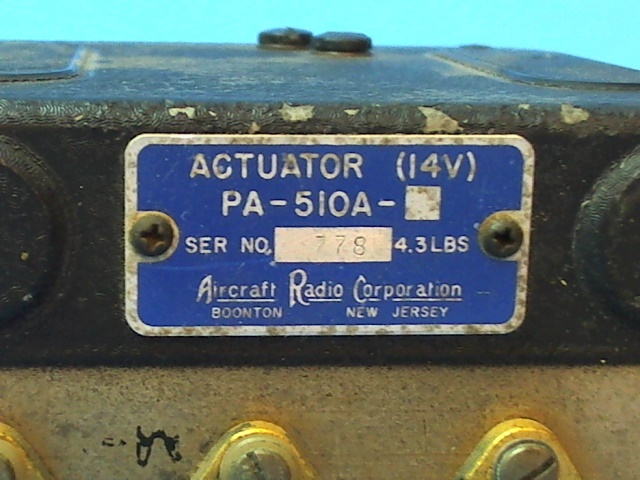 ACTUATOR (14V)
PA-510A-
SER NO. 778 4.3 LBS
Aircraft Radio Corporation
BOONTON NEW JERSEY